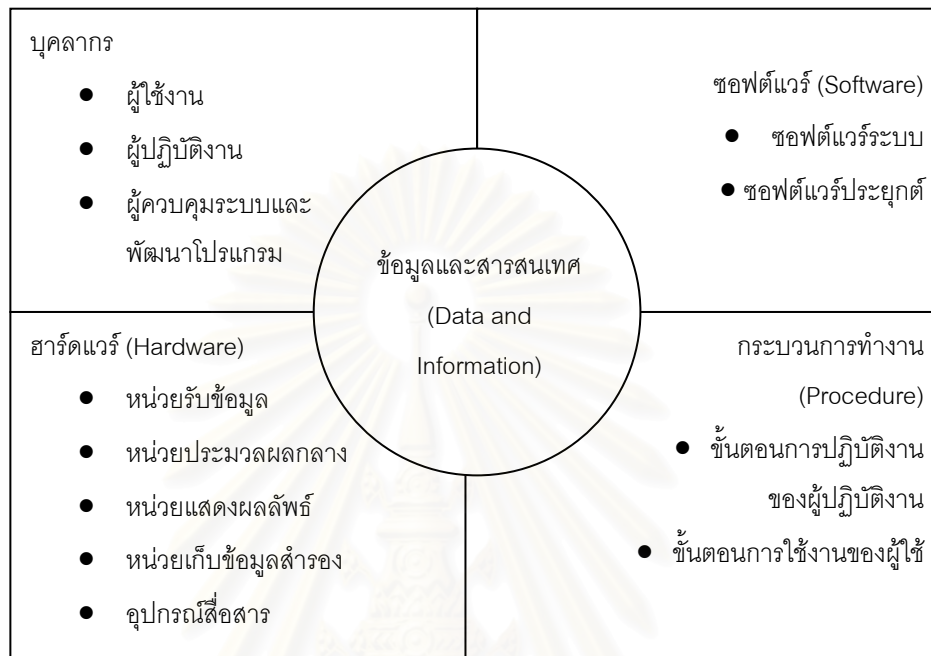 บุคลากร
● ผู้ใช้งาน
● ผู้ปฏิบัติงาน
● ผู้ควบคุมระบบและ
พัฒนาโปรแกรม
ซอฟต์แวร์ (Software)
● ซอฟต์แวร์ระบบ
● ซอฟต์แวร์ประยุกต์
ข้อมูลและสารสนเทศ
(Data and
Information)
ฮาร์ดแวร์ (Hardware)
● หน่วยรับข้อมูล
● หน่วยประมวลผลกลาง
● หน่วยแสดงผลลัพธ์
● หน่วยเก็บข้อมูลสำรอง
● อุปกรณ์สื่อสาร
กระบวนการทำงาน
(Procedure)
● ขั้นตอนการปฏิบัติงาน
ของผู้ปฏิบัติงาน
● ขั้นตอนการใช้งานของผู้ใช้